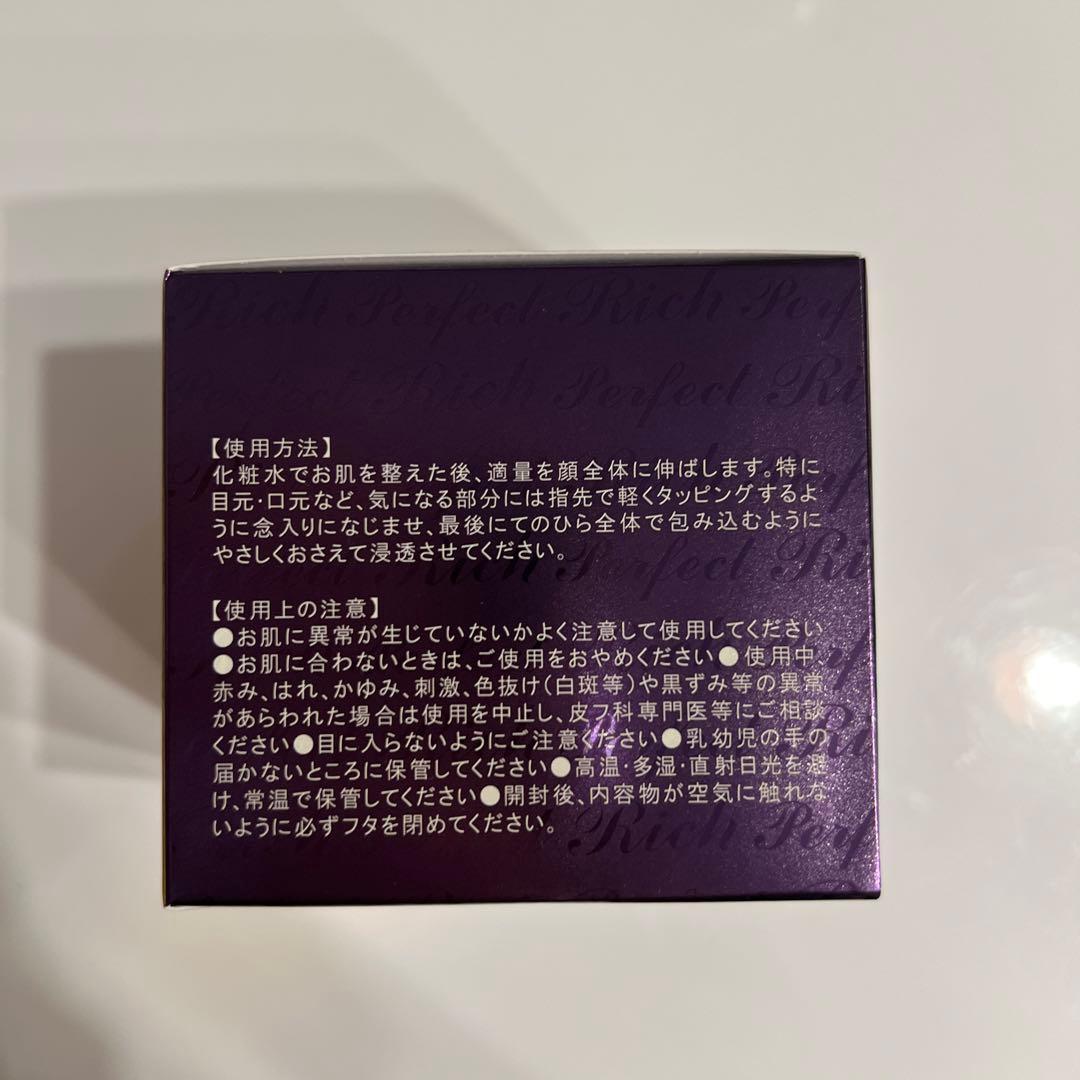 Rich Perfect Rich Perf
Perfect Rich Perfect Ri
【使用方法】
化粧水でお肌を整えた後、適量を顔全体に伸ばします。特に
目元・口元など、気になる部分には指先で軽くタッピングするよ
うに念入りになじませ、最後にてのひら全体で包み込むように
やさしくおさえて浸透させてください。
Rich Perfect Ri
【使用上の注意】
●お肌に異常が生じていないかよく注意して使用してください
●お肌に合わないときは、ご使用をおやめください●使用中、
赤み、はれ、かゆみ、刺激、色抜け(白斑等)や黒ずみ等の異常
があらわれた場合は使用を中止し、皮フ科専門医等にご相談
ください●目に入らないようにご注意ください●乳幼児の手の
届かないところに保管してください●高温・多湿・直射日光を避
け、常温で保管してください●開封後、内容物が空気に触れな
いように必ずフタを閉めてください。
Rich Perf